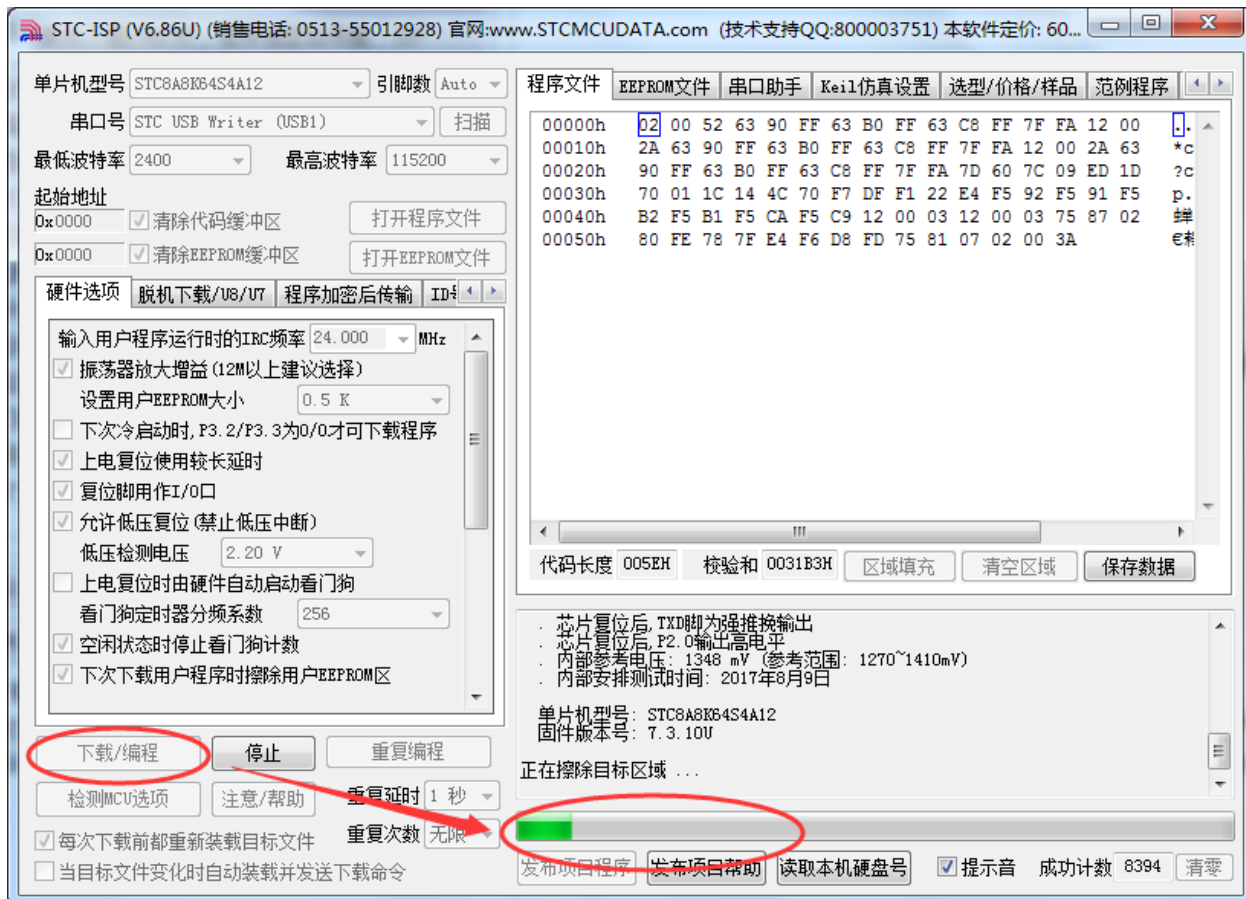 STC-ISP (V6.86U) (销售电话: 0513-55012928) 官网:www.STCMCUDATA.com (技术支持QQ:800003751) 本软件定价: 60...
单片机型号 STC8A8K64S4A12 引脚数 Auto
串口号 STC USB Writer (USB1) 扫描
最低波特率 2400 最高波特率 115200
起始地址
0x0000 清除代码缓冲区 打开程序文件
0x0000 清除EEPROM缓冲区 打开EEPROM文件
硬件选项 脱机下载/U8/U7 程序加密后传输
输入用户程序运行时的IRC频率 24.000 MHz
振荡器放大增益(12M以上建议选择)
设置用户EEPROM大小 0.5 K
下次冷启动时,P3.2/P3.3为0/0才可下载程序
上电复位使用较长延时
复位脚用作I/O口
允许低压复位(禁止低压中断)
低压检测电压 2.20 V
上电复位时由硬件自动启动看门狗
看门狗定时器分频系数 256
空闲状态时停止看门狗计数
下次下载用户程序时擦除用户EEPROM区
下载/编程 停止 重复编程
检测MCU选项 注意/帮助 重复延时 1 秒
每次下载前都重新装载目标文件 重复次数 无限
当目标文件变化时自动装载并发送下载命令
程序文件 EEPROM文件 串口助手 Keil仿真设置 选型/价格/样品 范例程序
00000h 02 00 52 63 90 FF 63 B0 FF 63 C8 FF 7F FA 12 00 ..
00010h 2A 63 90 FF 63 B0 FF 63 C8 FF 7F FA 12 00 2A 63 *c
00020h 90 FF 63 B0 FF 63 C8 FF 7F FA 7D 60 7C 09 ED 1D ?c
00030h 70 01 1C 14 4C 70 F7 DF F1 22 E4 F5 92 F5 91 F5 p.
00040h B2 F5 B1 F5 CA F5 C9 12 00 03 12 00 03 75 87 02
00050h 80 FE 78 7F E4 F6 D8 FD 75 81 07 02 00 3A
代码长度 005EH 校验和 0031B3H 区域填充 清空区域 保存数据
. 芯片复位后,TXD脚为强推挽输出
. 芯片复位后,P2.0输出高电平
. 内部参考电压: 1348 mV (参考范围: 1270~1410mV)
. 内部安排测试时间: 2017年8月9日
单片机型号: STC8A8K64S4A12
固件版本号: 7.3.10U
正在擦除目标区域 ...
发布项目程序 发布项目帮助 读取本机硬盘号 提示音 成功计数 8394 清零